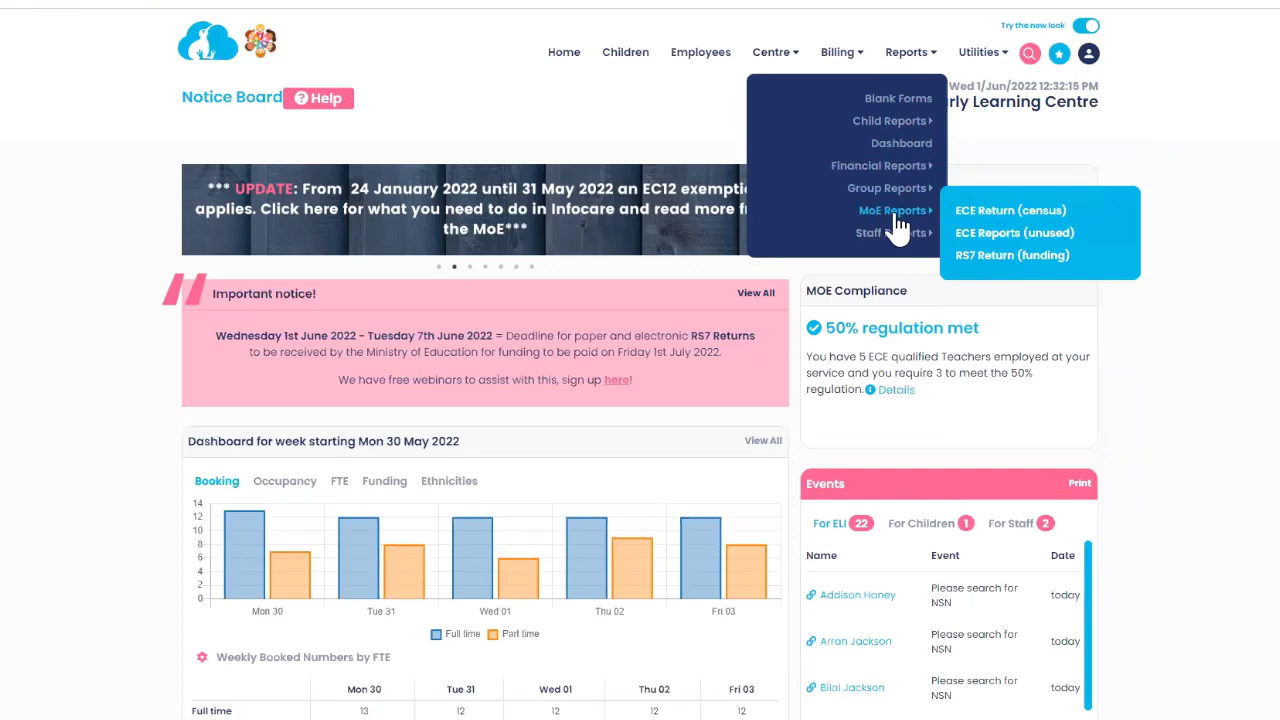 Try the new look
Home
Children
Employees
Centre
Billing
Reports
Utilities
Wed 1/Jun/2022 12:32:15 PM
rly Learning Centre
Notice Board
Help
Blank Forms
Child Reports
Dashboard
Financial Reports
Group Reports
MoE Reports
Staff
orts
ECE Return (census)
ECE Reports (unused)
RS7 Return (funding)
*** UPDATE: From 24 January 2022 until 31 May 2022 an EC12 exempti
applies. Click here for what you need to do in Infocare and read more f
the MoE***
Important notice!
View All
Wednesday 1st June 2022 - Tuesday 7th June 2022 = Deadline for paper and electronic RS7 Returns
to be received by the Ministry of Education for funding to be paid on Friday 1st July 2022.
We have free webinars to assist with this, sign up here!
MOE Compliance
50% regulation met
You have 5 ECE qualified Teachers employed at your
service and you require 3 to meet the 50%
regulation. Details
Dashboard for week starting Mon 30 May 2022
View All
Booking
Occupancy
FTE
Funding
Ethnicities
14
12
10
8
6
4
2
0
Mon 30
Tue 31
Wed 01
Thu 02
Fri 03
Full time
Part time
Weekly Booked Numbers by FTE
Mon 30
Tue 31
Wed 01
Thu 02
Fri 03
Full time
13
12
12
12
12
Events
Print
For ELI 22
For Children 1
For Staff 2
Name
Event
Date
Addison Haney
Please search for
NSN
today
Arran Jackson
Please search for
NSN
today
Bilal Jackson
Please search for
NSN
today